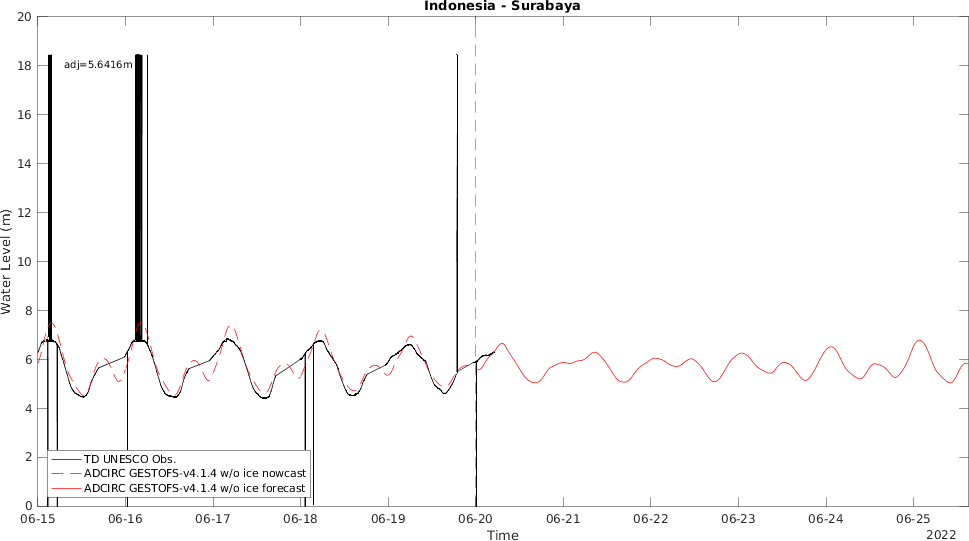 Indonesia - Surabaya
20
18
16
14
12
10
8
6
4
2
0
Water Level (m)
adj=5.6416m
TD UNESCO Obs.
ADCIRC GESTOFS-v4.1.4 w/o ice nowcast
ADCIRC GESTOFS-v4.1.4 w/o ice forecast
06-15 06-16 06-17 06-18 06-19 06-20 06-21 06-22 06-23 06-24 06-25
Time
2022